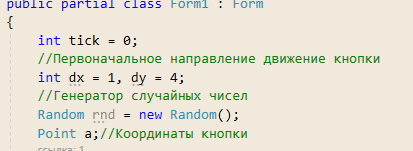 public partial class Form1 : Form
{
int tick = 0;
//Первоначальное направление движение кнопки
int dx = 1, dy = 4;
//Генератор случайных чисел
Random rnd = new Random();
Point a;//Координаты кнопки
ссылка: 1